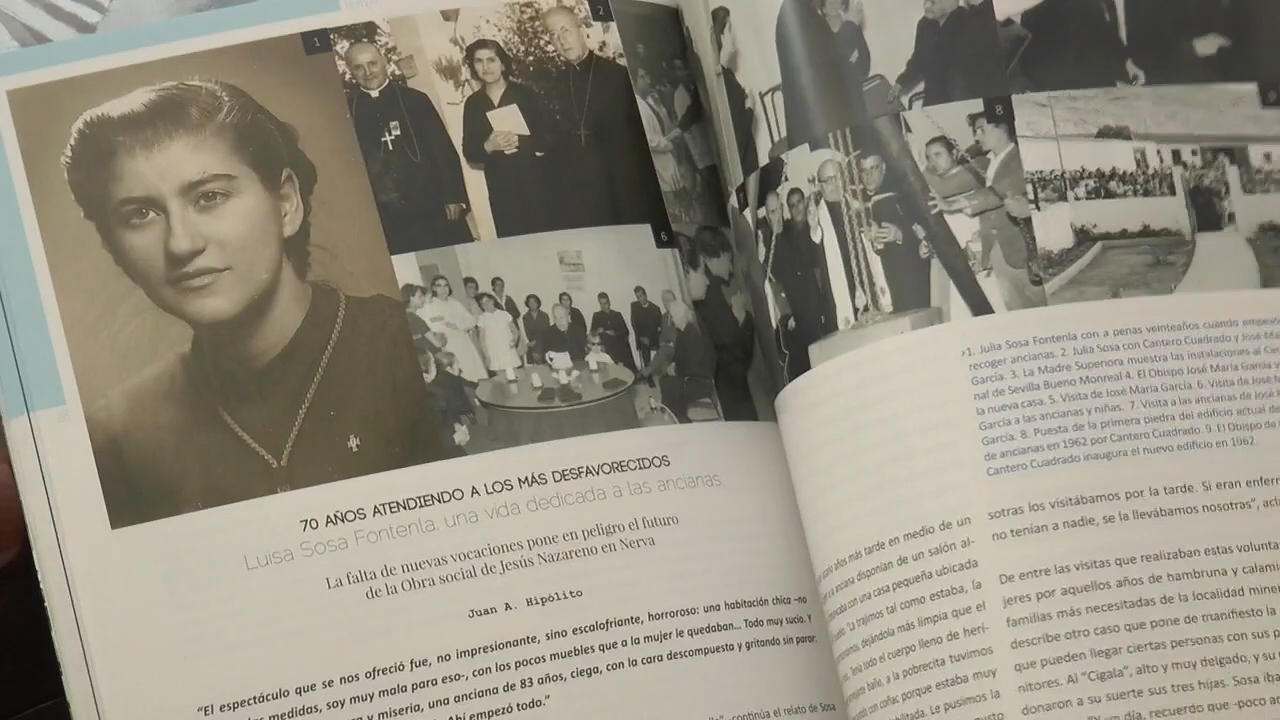 1
2
6
8
70 AÑOS ATENDIENDO A LOS MÁS DESFAVORECIDOS
Luisa Sosa Fontenla, una vida dedicada a las ancianas
La falta de nuevas vocaciones pone en peligro el futuro
de la Obra social de Jesús Nazareno en Nerva
Juan A. Hipólito
"El espectáculo que se nos ofreció fue, no impresionante, sino escalofriante, horroroso: una habitación chica -no
medidas, soy muy mala para eso-, con los pocos muebles que a la mujer le quedaban... Todo muy sucio. Y
y miseria, una anciana de 83 años, ciega, con la cara descompuesta y gritando sin parar.
Ahí empezó todo."
-continúa el relato de Sosa
años más tarde en medio de un
anciana disponían de un salón al-
con una casa pequeña ubicada
"La trajimos tal como estaba, la
dejándola más limpia que el
Tenía todo el cuerpo lleno de heri-
baño, a la pobrecita tuvimos
con coñac porque estaba muy
Le pusimos la
›1. Julia Sosa Fontenla con a penas veinteaños cuando
recoger ancianas. 2. Julia Sosa con Cantero Cuadrado y José
García. 3. La Madre Superiora muestra las instalaciones al
nal de Sevilla Bueno Monreal 4. El Obispo José María García
la nueva casa. 5. Visita de José María García. 6. Visita de José
García a las ancianas y niñas. 7. Visita a las ancianas de José
García. 8. Puesta de la primera piedra del edificio actual de
de ancianas en 1962 por Cantero Cuadrado. 9. El Obispo de
Cantero Cuadrado inaugura el nuevo edificio en 1962.
sotras los visitábamos por la tarde. Si eran
no tenían a nadie, se la llevábamos nosotras",
De entre las visitas que realizaban estas
jeres por aquellos años de hambruna y
familias más necesitadas de la localidad
describe otro caso que pone de manifiesto la
que pueden llegar ciertas personas con sus
nitores. Al "Cigala", alto y muy delgado, y su
donaron a su suerte sus tres hijas. Sosa
día, recuerdo que -poco